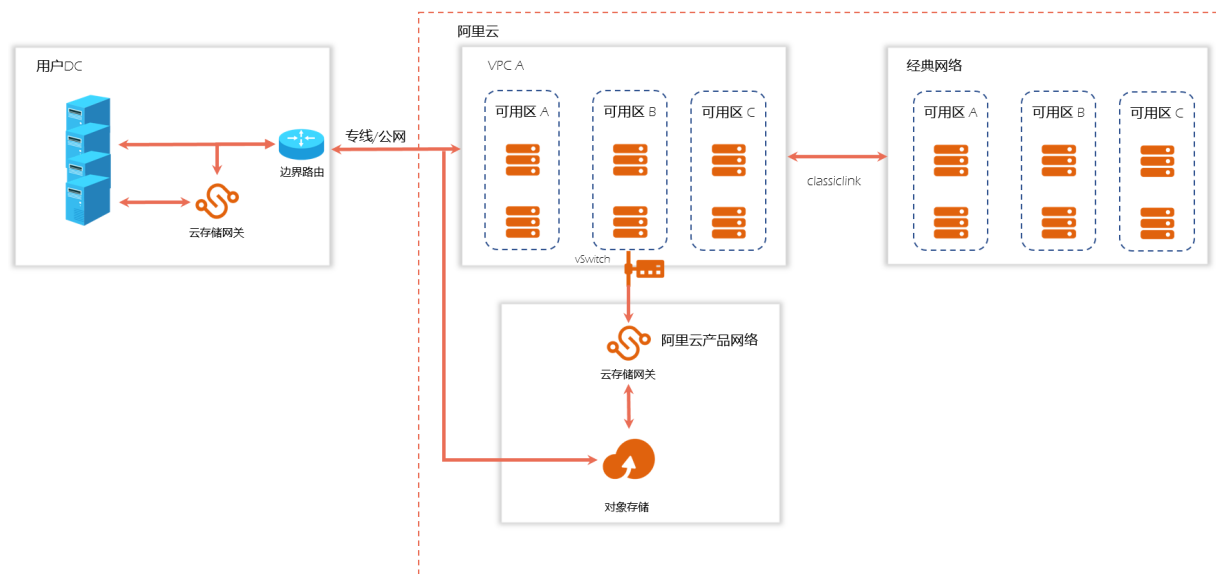 阿里云
用户DC
边界路由
云存储网关
专线/公网
VPC A
可用区 A
可用区 B
可用区 C
vSwitch
classiclink
经典网络
可用区 A
可用区 B
可用区 C
阿里云产品网络
云存储网关
对象存储